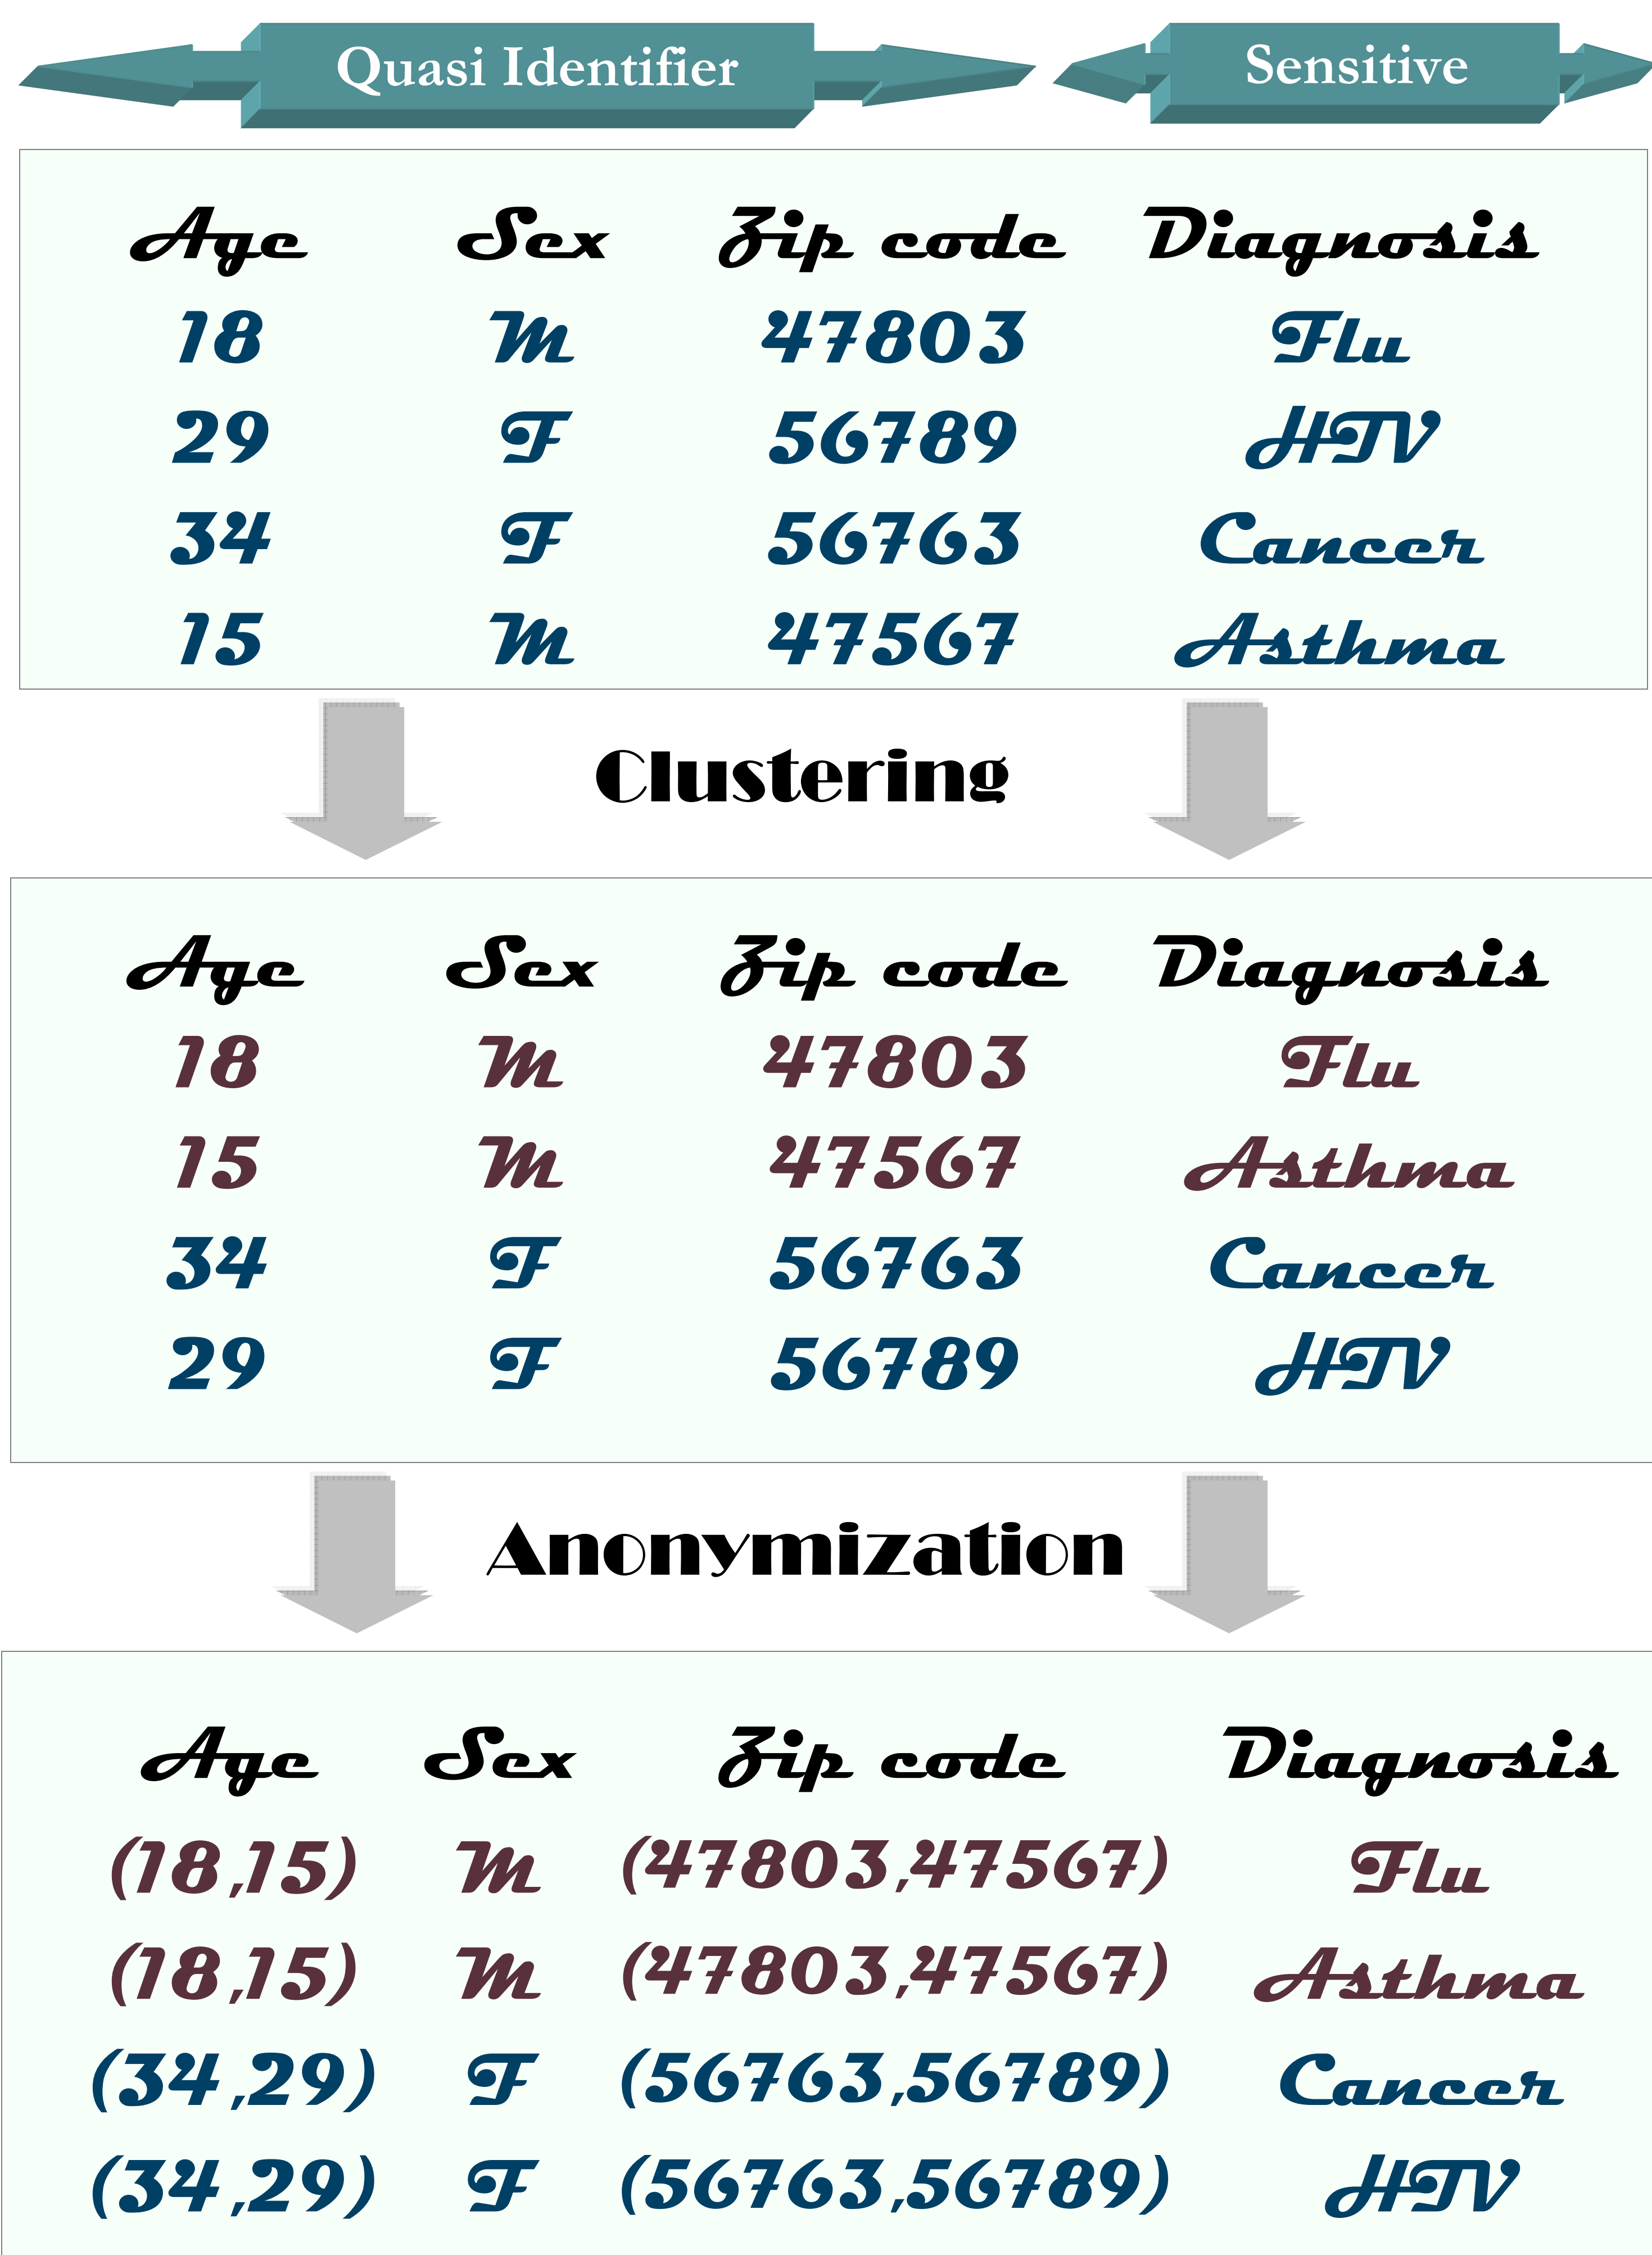 Quasi Identifier Sensitive
Age Sex Zip code Diagnosis
18 M 47803 Flu
29 F 56789 HIV
34 F 56763 Cancer
15 M 47567 Asthma
Clustering
Age Sex Zip code Diagnosis
18 M 47803 Flu
15 M 47567 Asthma
34 F 56763 Cancer
29 F 56789 HIV
Anonymization
Age Sex Zip code Diagnosis
(18,15) M (47803,47567) Flu
(18,15) M (47803,47567) Asthma
(34,29) F (56763,56789) Cancer
(34,29) F (56763,56789) HIV